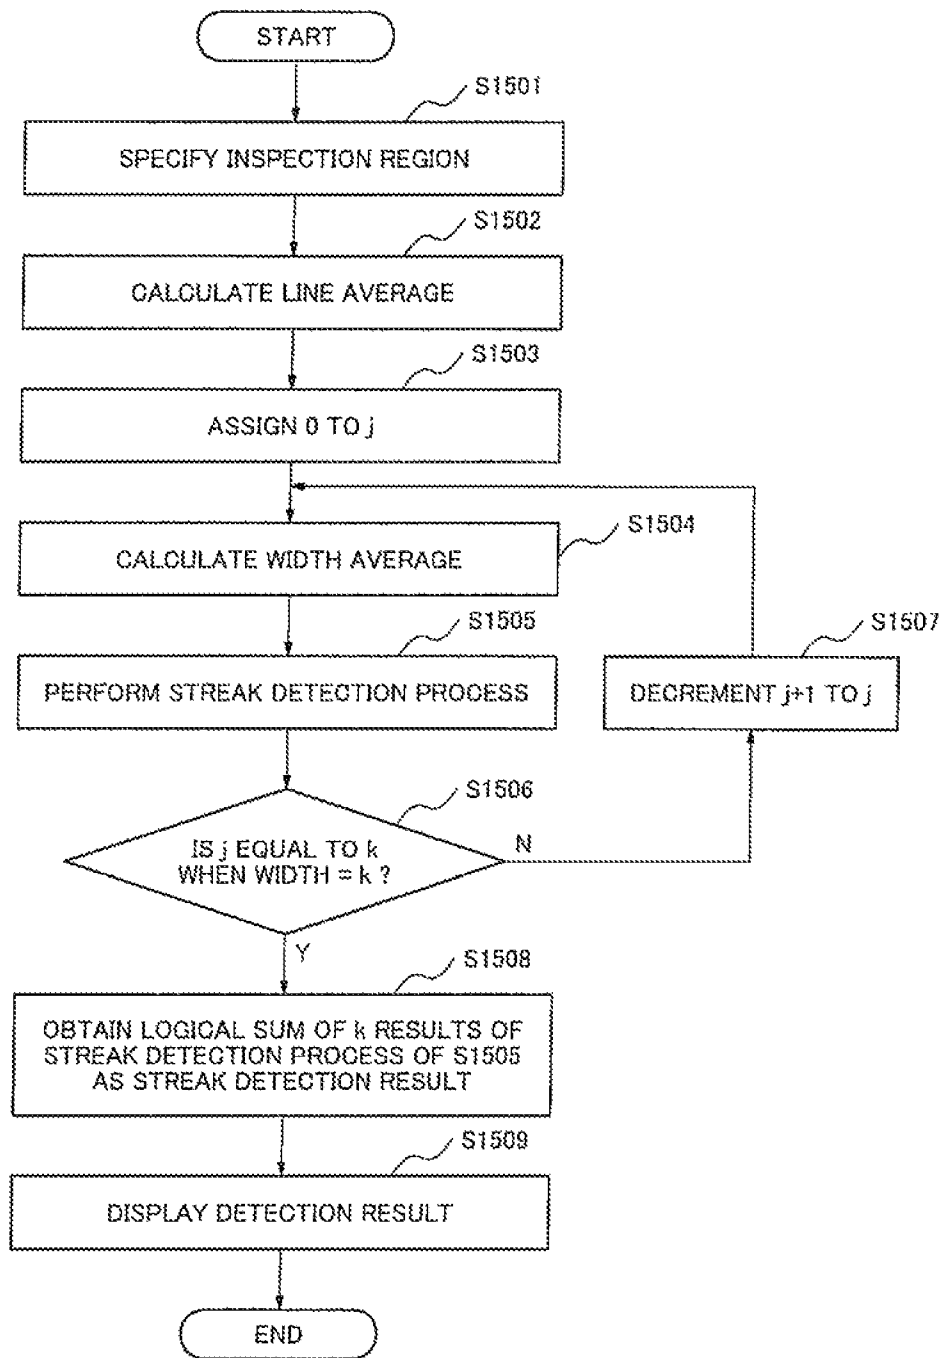 START
S1501
SPECIFY INSPECTION REGION
S1502
CALCULATE LINE AVERAGE
S1503
ASSIGN 0 TO j
S1504
CALCULATE WIDTH AVERAGE
S1505
PERFORM STREAK DETECTION PROCESS
S1507
DECREMENT j+1 TO j
S1506
IS j EQUAL TO k
WHEN WIDTH = k ?
N
Y
S1508
OBTAIN LOGICAL SUM OF k RESULTS OF
STREAK DETECTION PROCESS OF S1505
AS STREAK DETECTION RESULT
S1509
DISPLAY DETECTION RESULT
END